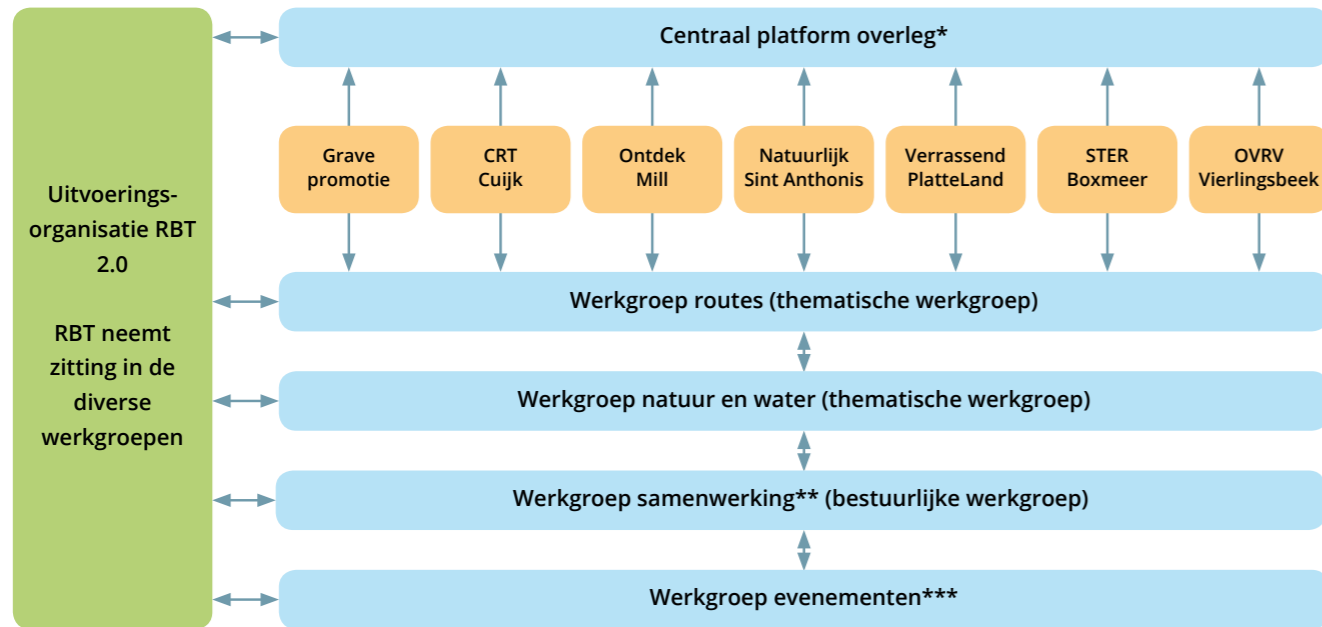 Uitvoerings-
organisatie RBT
2.0
RBT neemt
zitting in de
diverse
werkgroepen
Centraal platform overleg*
Grave
promotie
CRT
Cuijk
Ontdek
Mill
Natuurlijk
Sint Anthonis
Verrassend
PlatteLand
STER
Boxmeer
OVRV
Vierlingsbeek
Werkgroep routes (thematische werkgroep)
Werkgroep natuur en water (thematische werkgroep)
Werkgroep samenwerking** (bestuurlijke werkgroep)
Werkgroep evenementen***